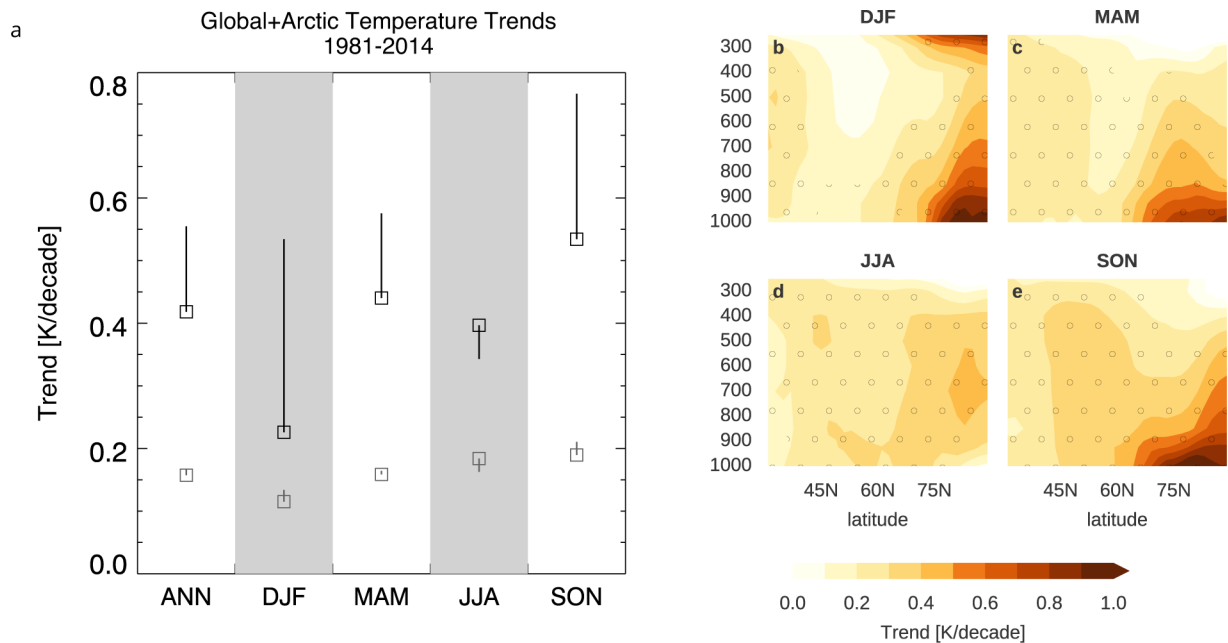 a
Global+Arctic Temperature Trends
1981-2014
Trend [K/decade]
0.8
0.6
0.4
0.2
0.0
ANN DJF MAM JJA SON
DJF
b
300
400
500
600
700
800
900
1000
MAM
c
JJA
d
300
400
500
600
700
800
900
1000
45N 60N 75N
latitude
SON
e
45N 60N 75N
latitude
0.0 0.2 0.4 0.6 0.8 1.0
Trend [K/decade]